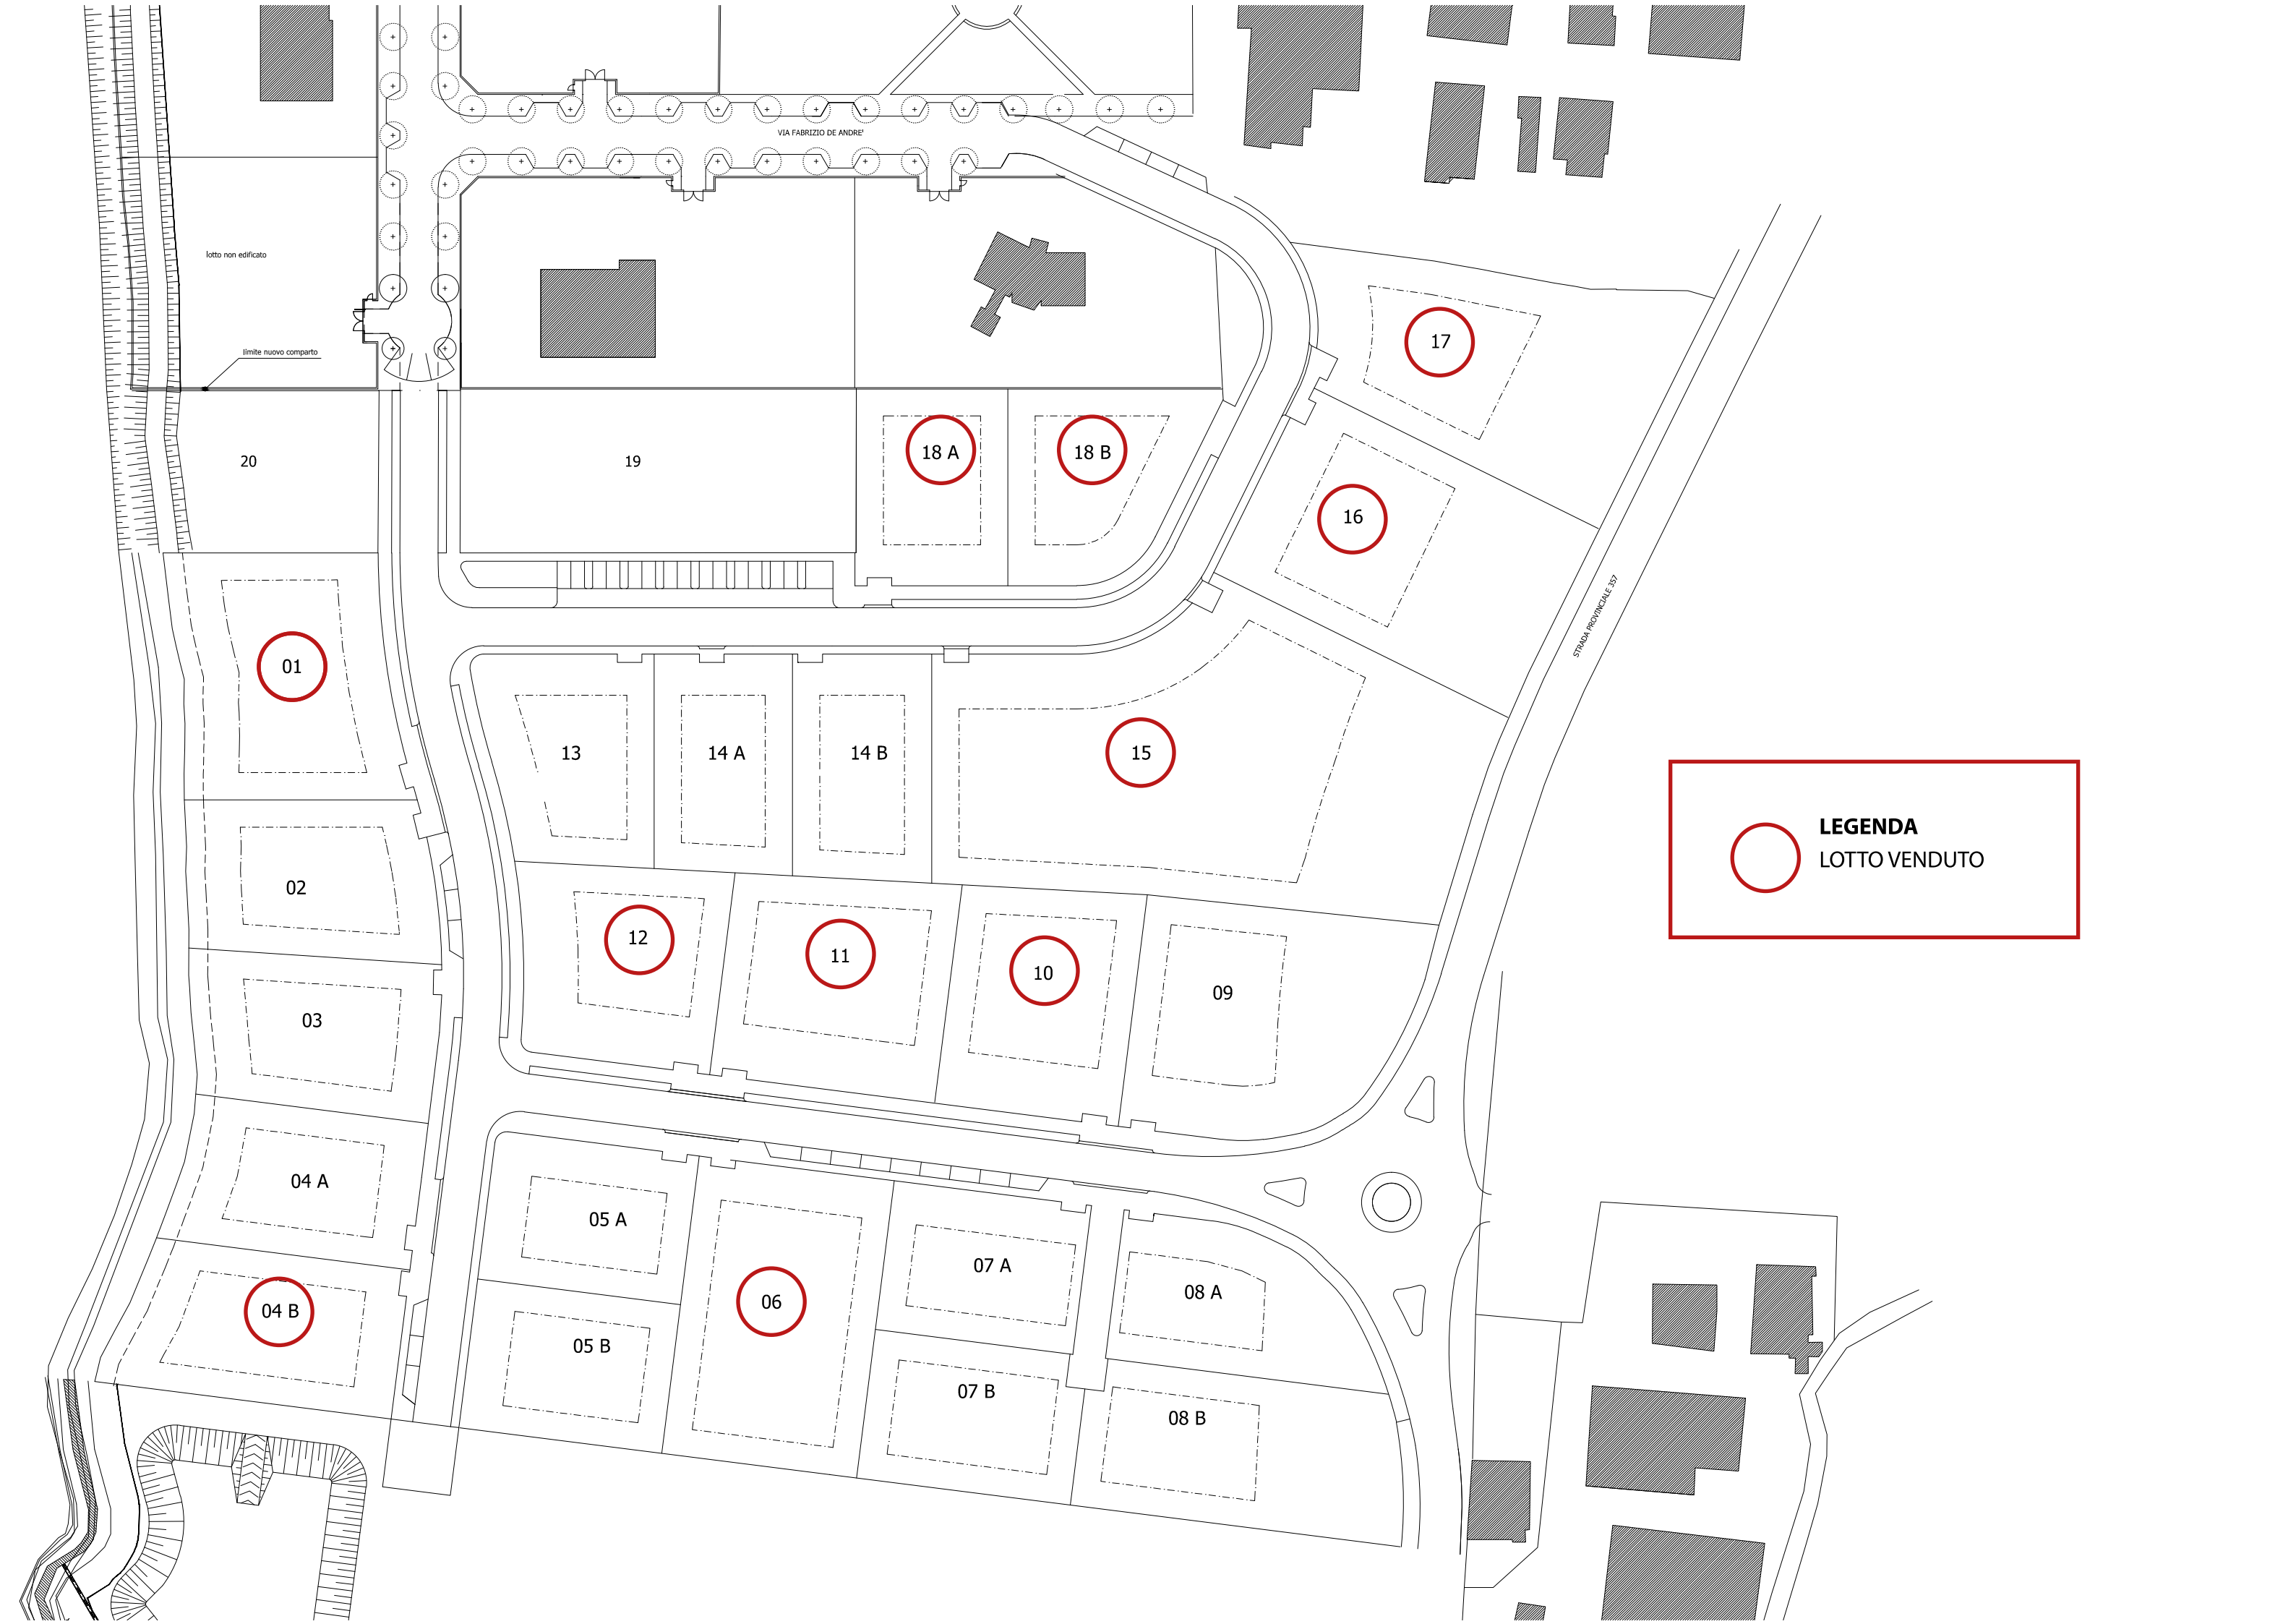 VIA FABRIZIO DE ANDRE'
lotto non edificato
limite nuovo comparto
17
20
19
18 A
18 B
16
STRADA PROVINCIALE 357
01
13
14 A
14 B
15
LEGENDA
LOTTO VENDUTO
02
12
11
10
09
03
04 A
05 A
07 A
08 A
06
04 B
05 B
07 B
08 B